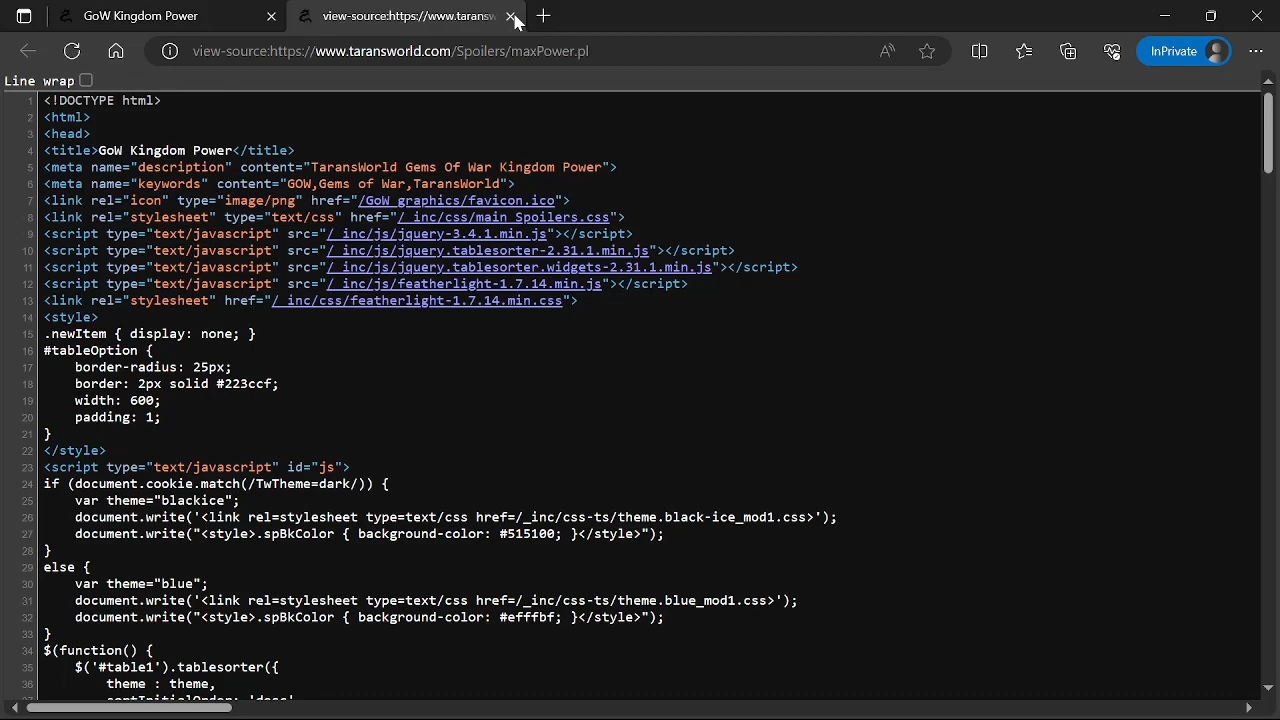 GoW Kingdom Power
view-source:https://www.taransw
view-source:https://www.taransworld.com/Spoilers/maxPower.pl
InPrivate
Line wrap
1 <!DOCTYPE html>
2 <html>
3 <head>
4 <title>GoW Kingdom Power</title>
5 <meta name="description" content="TaransWorld Gems Of War Kingdom Power">
6 <meta name="keywords" content="GOW,Gems of War,TaransWorld">
7 <link rel="icon" type="image/png" href="/GoW_graphics/favicon.ico">
8 <link rel="stylesheet" type="text/css" href="/_inc/css/main_Spoilers.css">
9 <script type="text/javascript" src="/_inc/js/jquery-3.4.1.min.js"></script>
10 <script type="text/javascript" src="/_inc/js/jquery.tablesorter-2.31.1.min.js"></script>
11 <script type="text/javascript" src="/_inc/js/jquery.tablesorter.widgets-2.31.1.min.js"></script>
12 <script type="text/javascript" src="/_inc/js/featherlight-1.7.14.min.js"></script>
13 <link rel="stylesheet" href="/_inc/css/featherlight-1.7.14.min.css">
14 <style>
15 .newItem { display: none; }
16 #tableOption {
17     border-radius: 25px;
18     border: 2px solid #223ccf;
19     width: 600;
20     padding: 1;
21 }
22 </style>
23 <script type="text/javascript" id="js">
24 if (document.cookie.match(/TwTheme=dark/)) {
25     var theme="blackice";
26     document.write('<link rel=stylesheet type=text/css href=/_inc/css-ts/theme.black-ice_mod1.css>');
27     document.write("<style>.spBkColor { background-color: #515100; }</style>");
28 }
29 else {
30     var theme="blue";
31     document.write('<link rel=stylesheet type=text/css href=/_inc/css-ts/theme.blue_mod1.css>');
32     document.write("<style>.spBkColor { background-color: #efffbf; }</style>");
33 }
34 $(function() {
35     $('#table1').tablesorter({
36         theme : theme,
37         sortInitialOrder: 'desc'